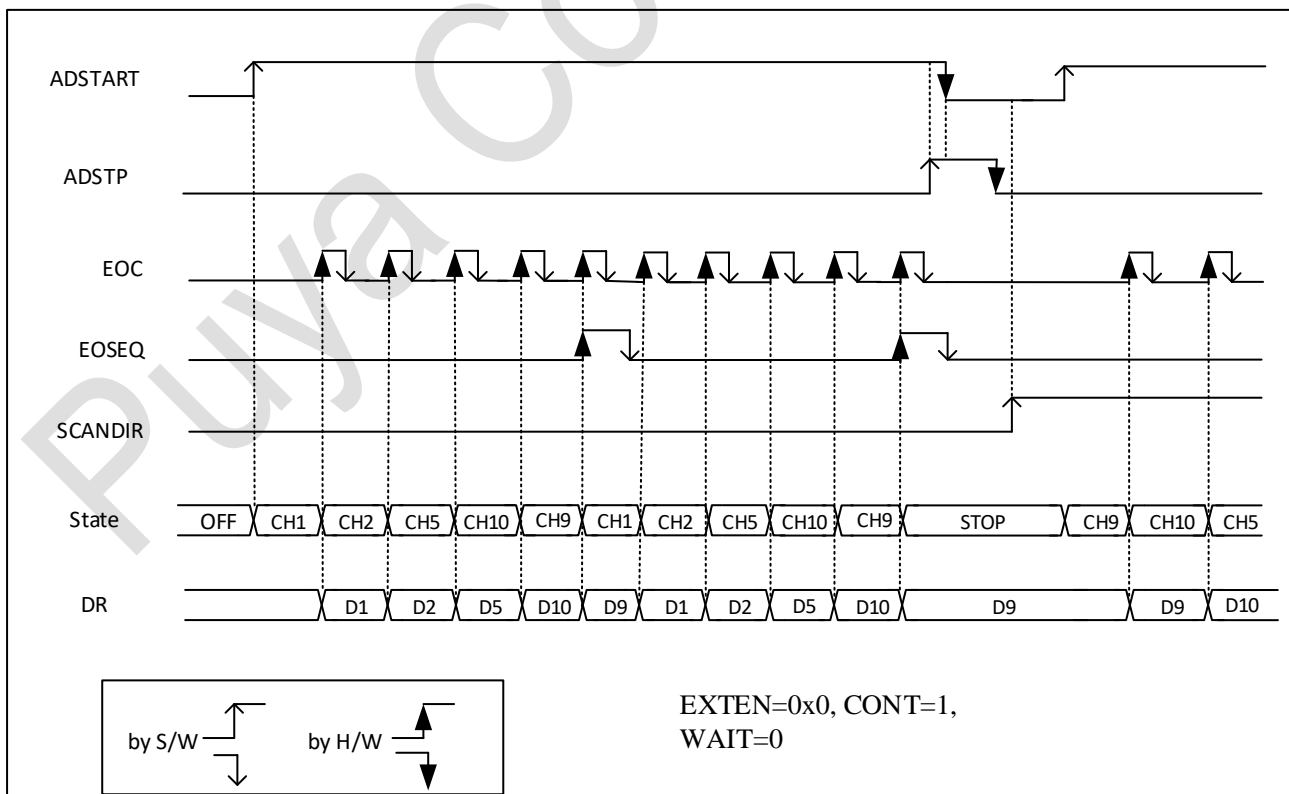 Puya Co
ADSTART
ADSTP
EOC
EOSEQ
SCANDIR
State OFF CH1 CH2 CH5 CH10 CH9 CH1 CH2 CH5 CH10 CH9 STOP CH9 CH10 CH5
DR D1 D2 D5 D10 D9 D1 D2 D5 D10 D9 D9 D10
by S/W by H/W
EXTEN=0x0, CONT=1,
WAIT=0